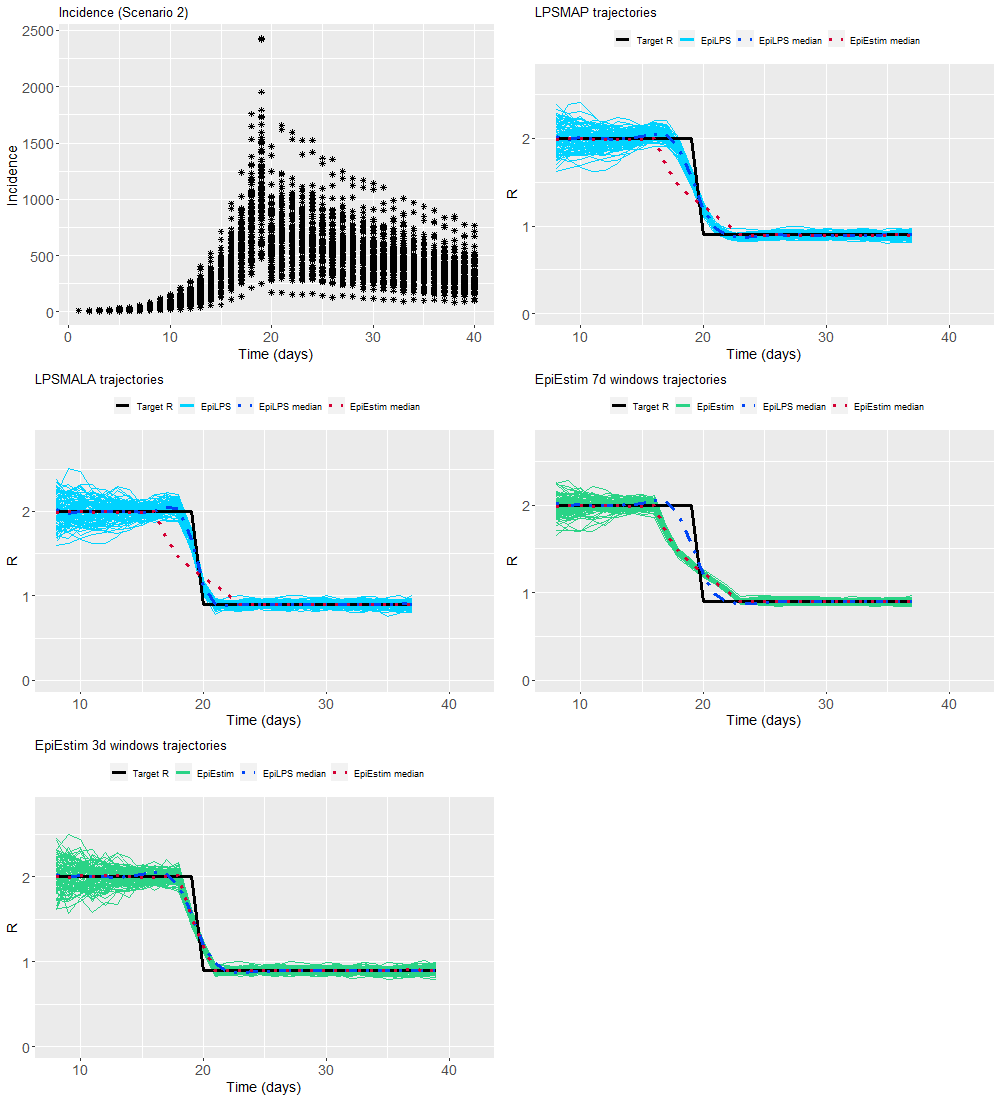 Incidence (Scenario 2)
2500
2000
1500
1000
500
0
Incidence
0 10 20 30 40
Time (days)
LPSMAP trajectories
Target R EpiLPS EpiLPS median EpiEstim median
2
1
0
R
10 20 30 40
Time (days)
LPSMALA trajectories
Target R EpiLPS EpiLPS median EpiEstim median
2
1
0
R
10 20 30 40
Time (days)
EpiEstim 7d windows trajectories
Target R EpiEstim EpiLPS median EpiEstim median
2
1
0
R
10 20 30 40
Time (days)
EpiEstim 3d windows trajectories
Target R EpiEstim EpiLPS median EpiEstim median
2
1
0
R
10 20 30 40
Time (days)